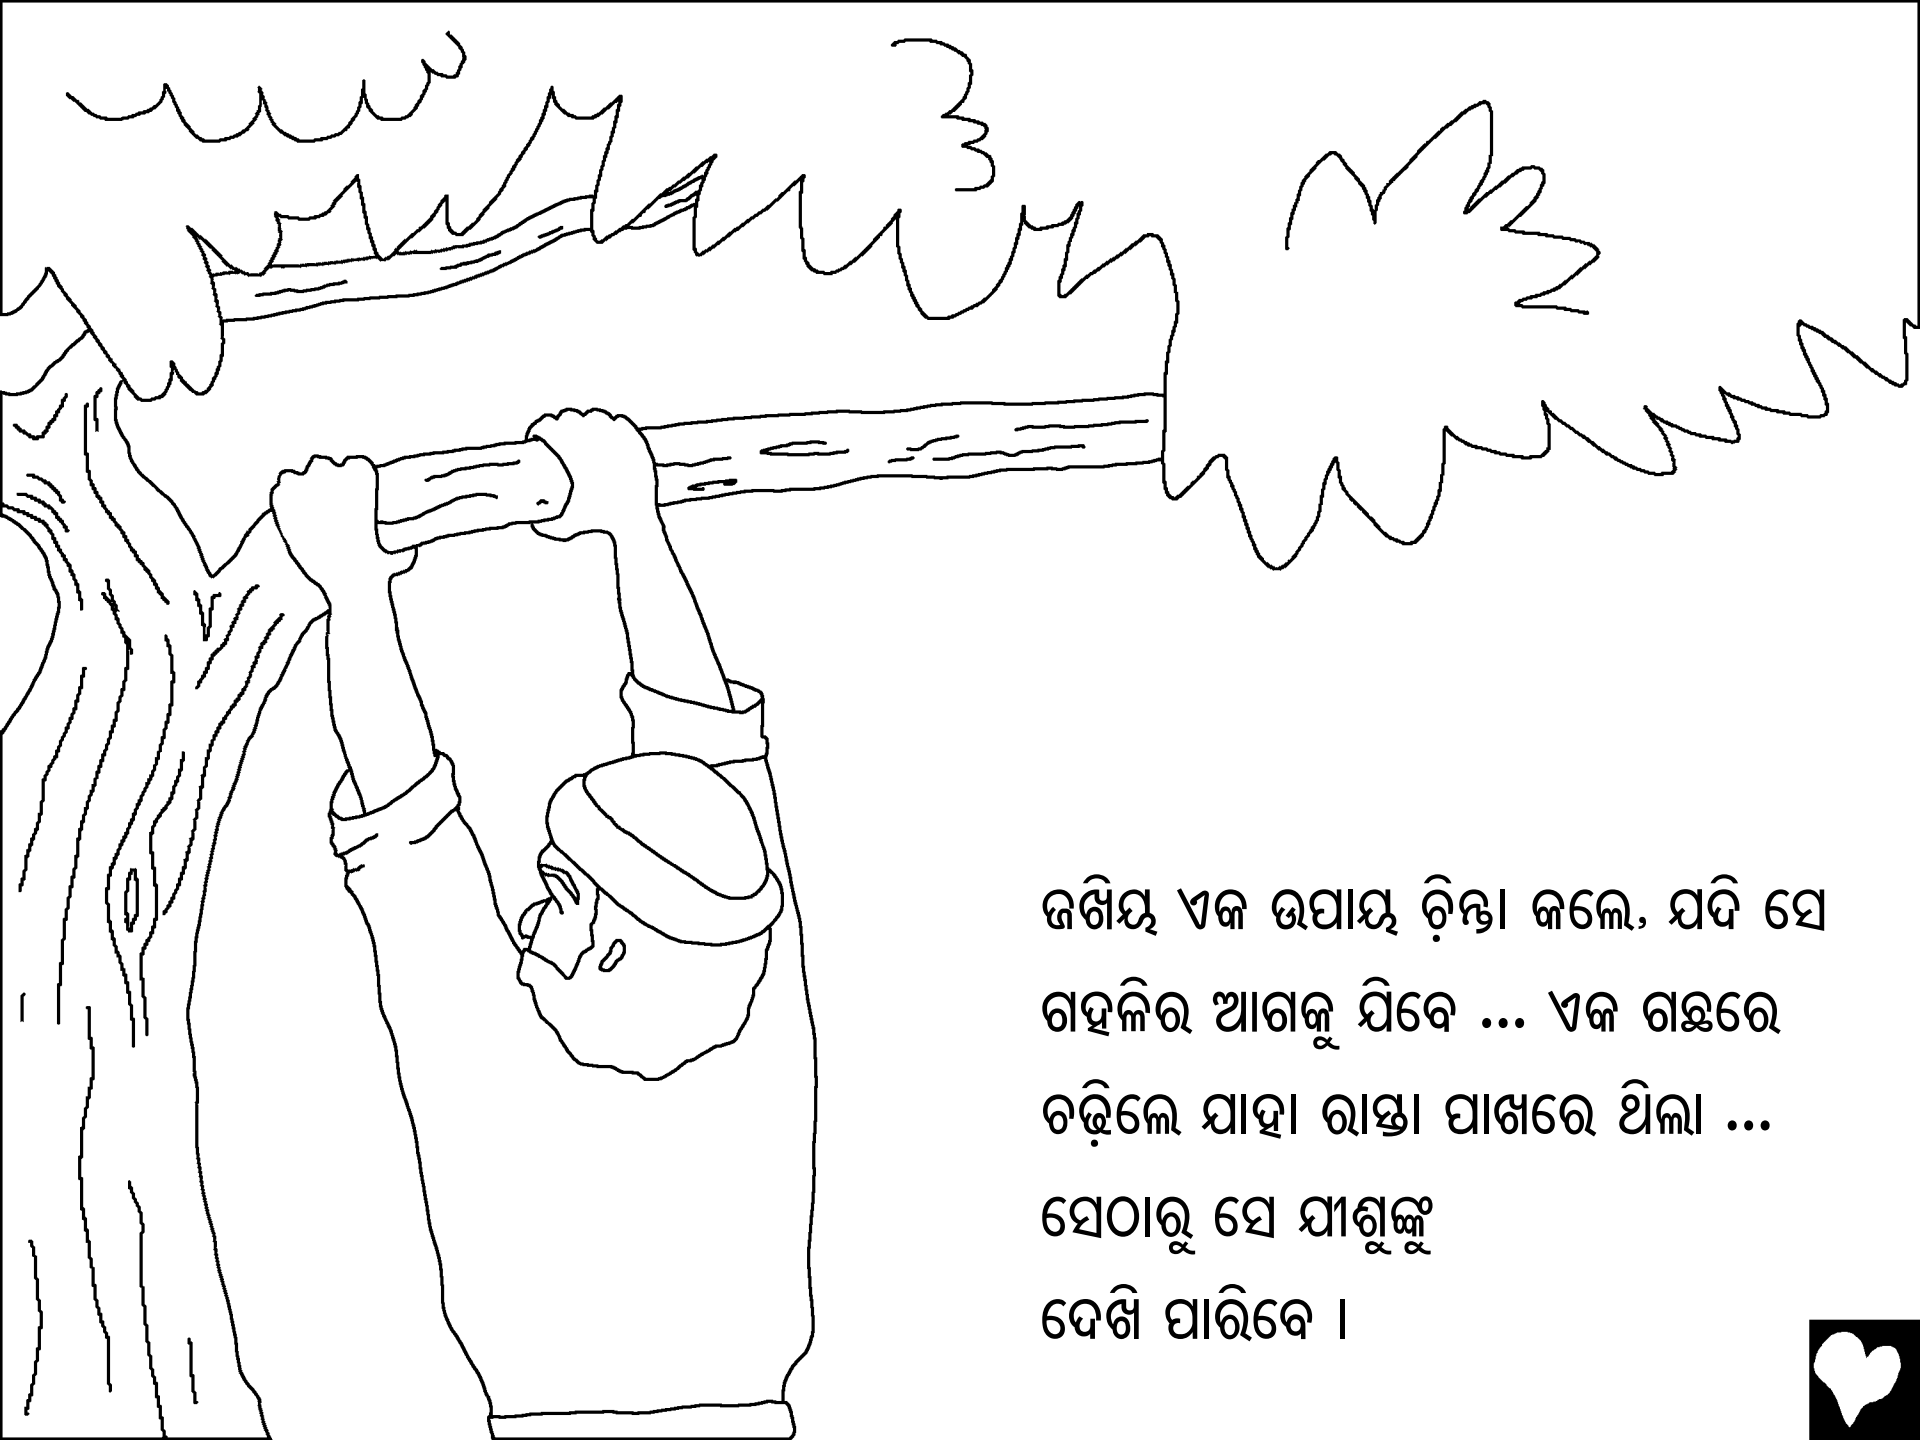 ଜଖିୟ ଏକ ଉପାୟ ଚ଼ିନ୍ତା କଲେ, ଯଦି ସେ
ଗହଳିର ଆଗକୁ ଯିବେ ... ଏକ ଗଛରେ
ଚଢ଼ିଲେ ଯାହା ରାସ୍ତା ପାଖରେ ଥିଲା ...
ସେଠାରୁ ସେ ଯୀଶୁଙ୍କୁ
ଦେଖି ପାରିବେ ।